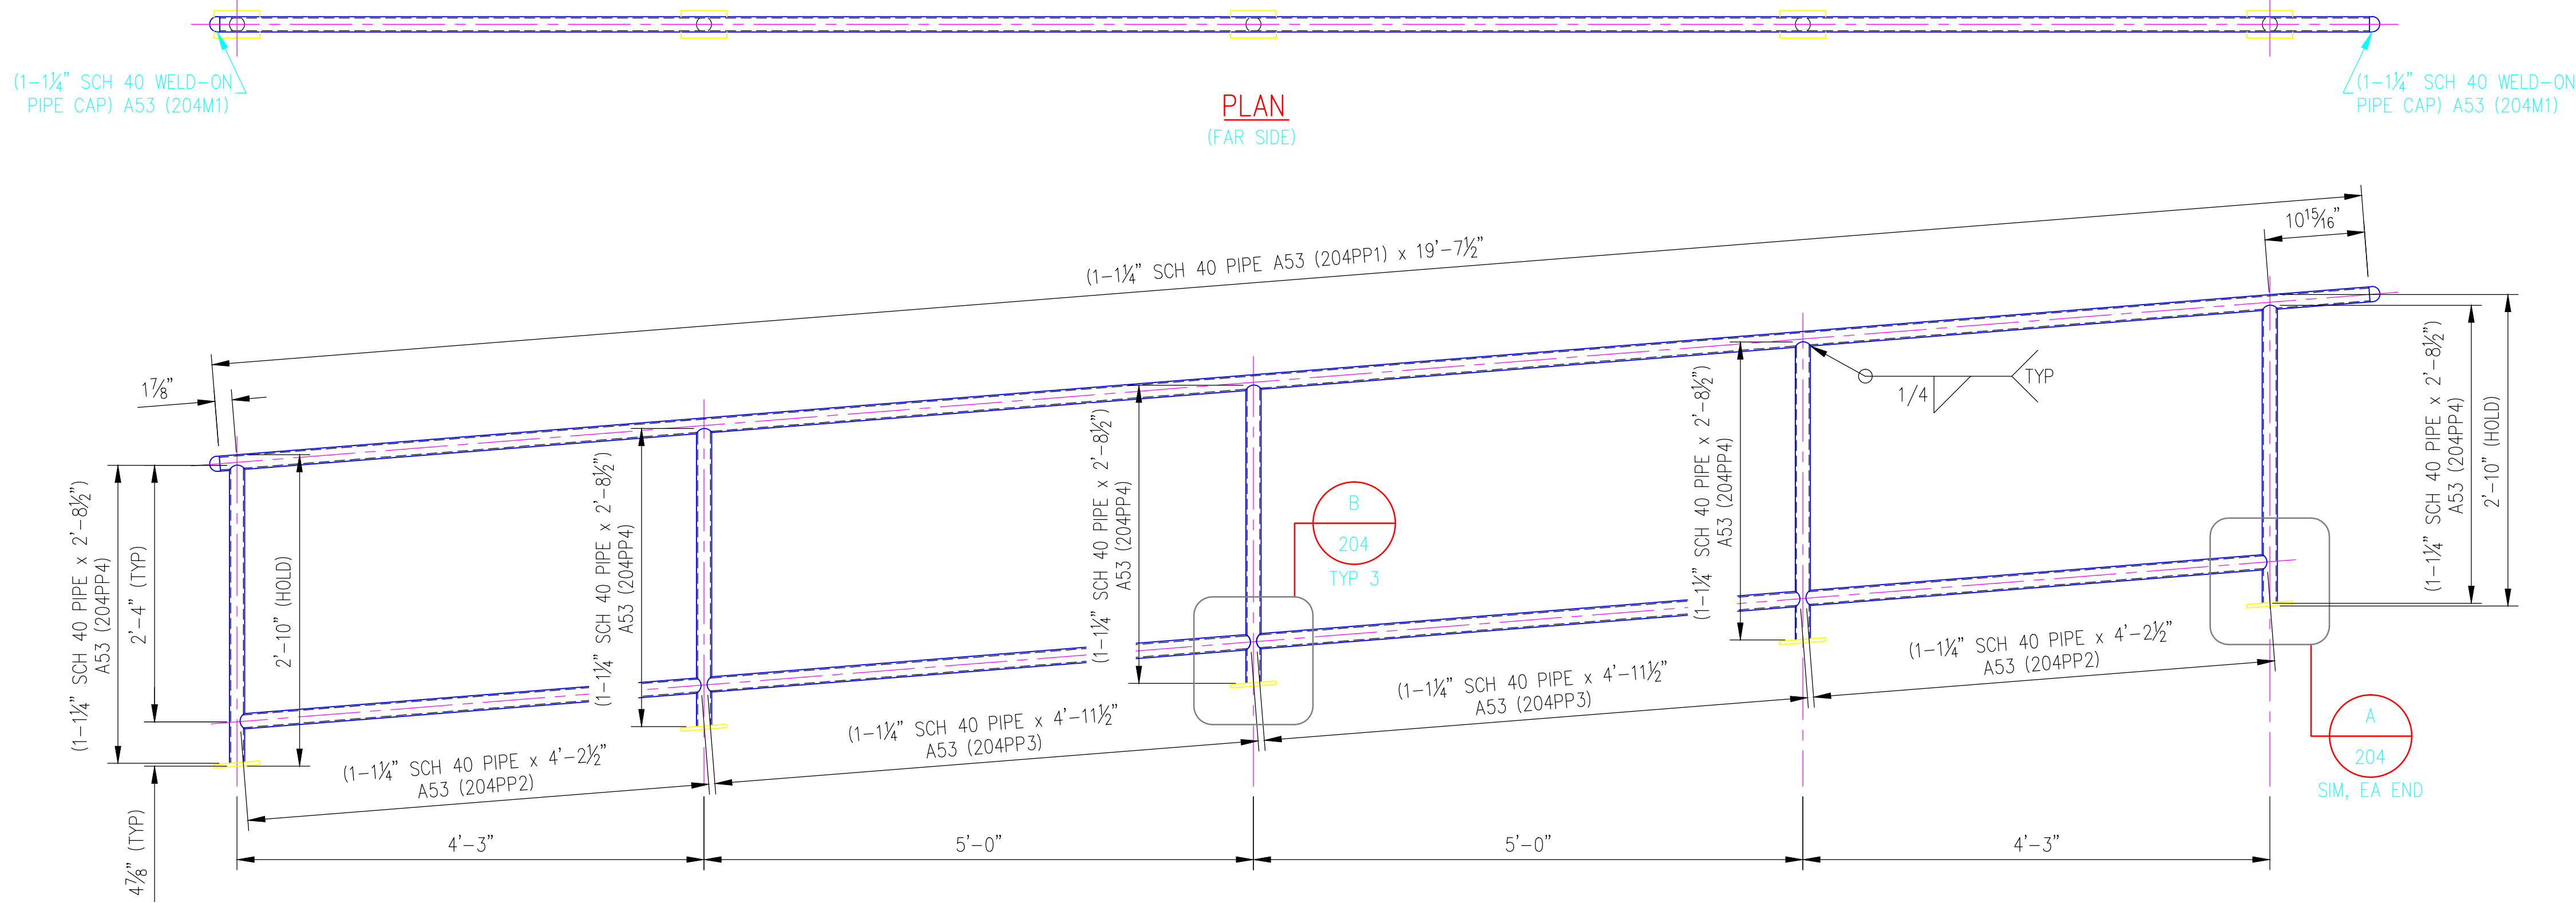 (1-1¼" SCH 40 WELD-ON
PIPE CAP) A53 (204M1)
(1-1¼" SCH 40 WELD-ON
PIPE CAP) A53 (204M1)
PLAN
(FAR SIDE)
10 15/16"
(1-1¼" SCH 40 PIPE A53 (204PP1) x 19'-7½"
1⅞"
TYP
1/4
(1-1¼" SCH 40 PIPE x 2'-8½")
A53 (204PP4)
2'-4" (TYP)
2'-10" (HOLD)
(1-1¼" SCH 40 PIPE x 2'-8½")
A53 (204PP4)
(1-1¼" SCH 40 PIPE x 2'-8½")
A53 (204PP4)
B
204
TYP 3
(1-1¼" SCH 40 PIPE x 2'-8½")
A53 (204PP4)
(1-1¼" SCH 40 PIPE x 2'-8½")
A53 (204PP4)
2'-10" (HOLD)
(1-1¼" SCH 40 PIPE x 4'-2½"
A53 (204PP2)
(1-1¼" SCH 40 PIPE x 4'-11½"
A53 (204PP3)
(1-1¼" SCH 40 PIPE x 4'-11½"
A53 (204PP3)
(1-1¼" SCH 40 PIPE x 4'-2½"
A53 (204PP2)
A
204
SIM, EA END
4⅞" (TYP)
4'-3"
5'-0"
5'-0"
4'-3"